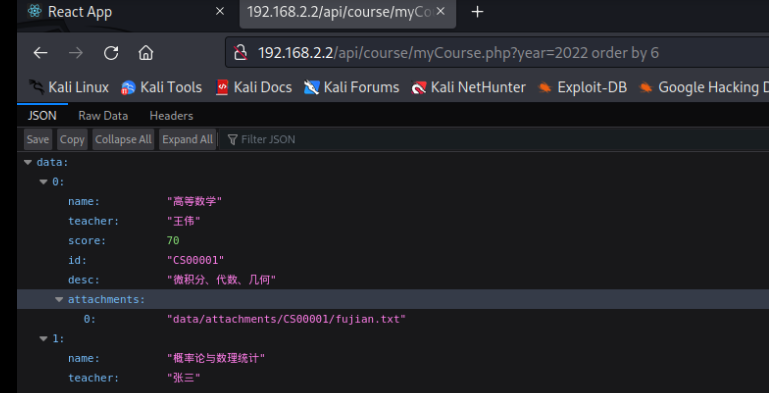 React App × 192.168.2.2/api/course/myCo × +
192.168.2.2/api/course/myCourse.php?year=2022 order by 6
Kali Linux Kali Tools Kali Docs Kali Forums Kali NetHunter Exploit-DB Google Hacking D
JSON Raw Data Headers
Save Copy Collapse All Expand All Filter JSON
data:
0:
name: "高等数学"
teacher: "王伟"
score: 70
id: "CS00001"
desc: "微积分、代数、几何"
attachments:
0: "data/attachments/CS00001/fujian.txt"
1:
name: "概率论与数理统计"
teacher: "张三"